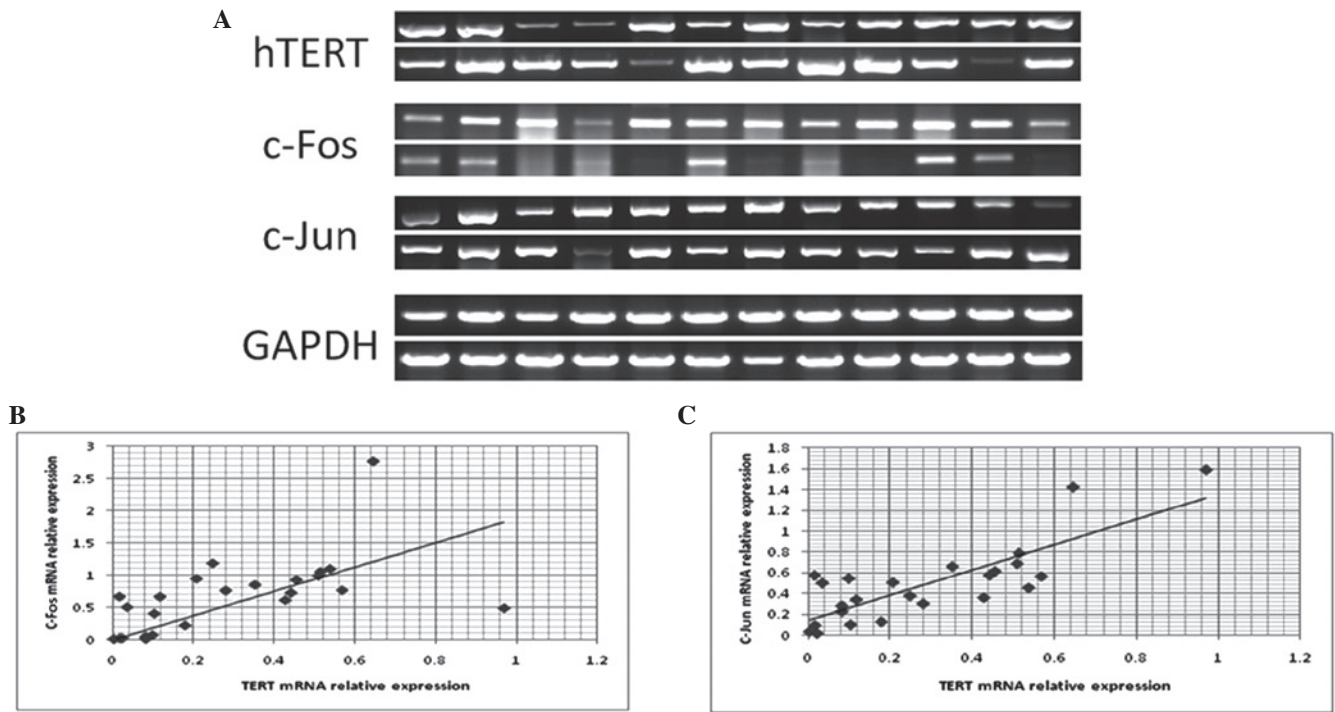 A
hTERT
c-Fos
c-Jun
GAPDH
B
C-Fos mRNA relative expression
3
2.5
2
1.5
1
0.5
0
0 0.2 0.4 0.6 0.8 1 1.2
TERT mRNA relative expression
C
C-Jun mRNA relative expression
1.8
1.6
1.4
1.2
1
0.8
0.6
0.4
0.2
0
0 0.2 0.4 0.6 0.8 1 1.2
TERT mRNA relative expression